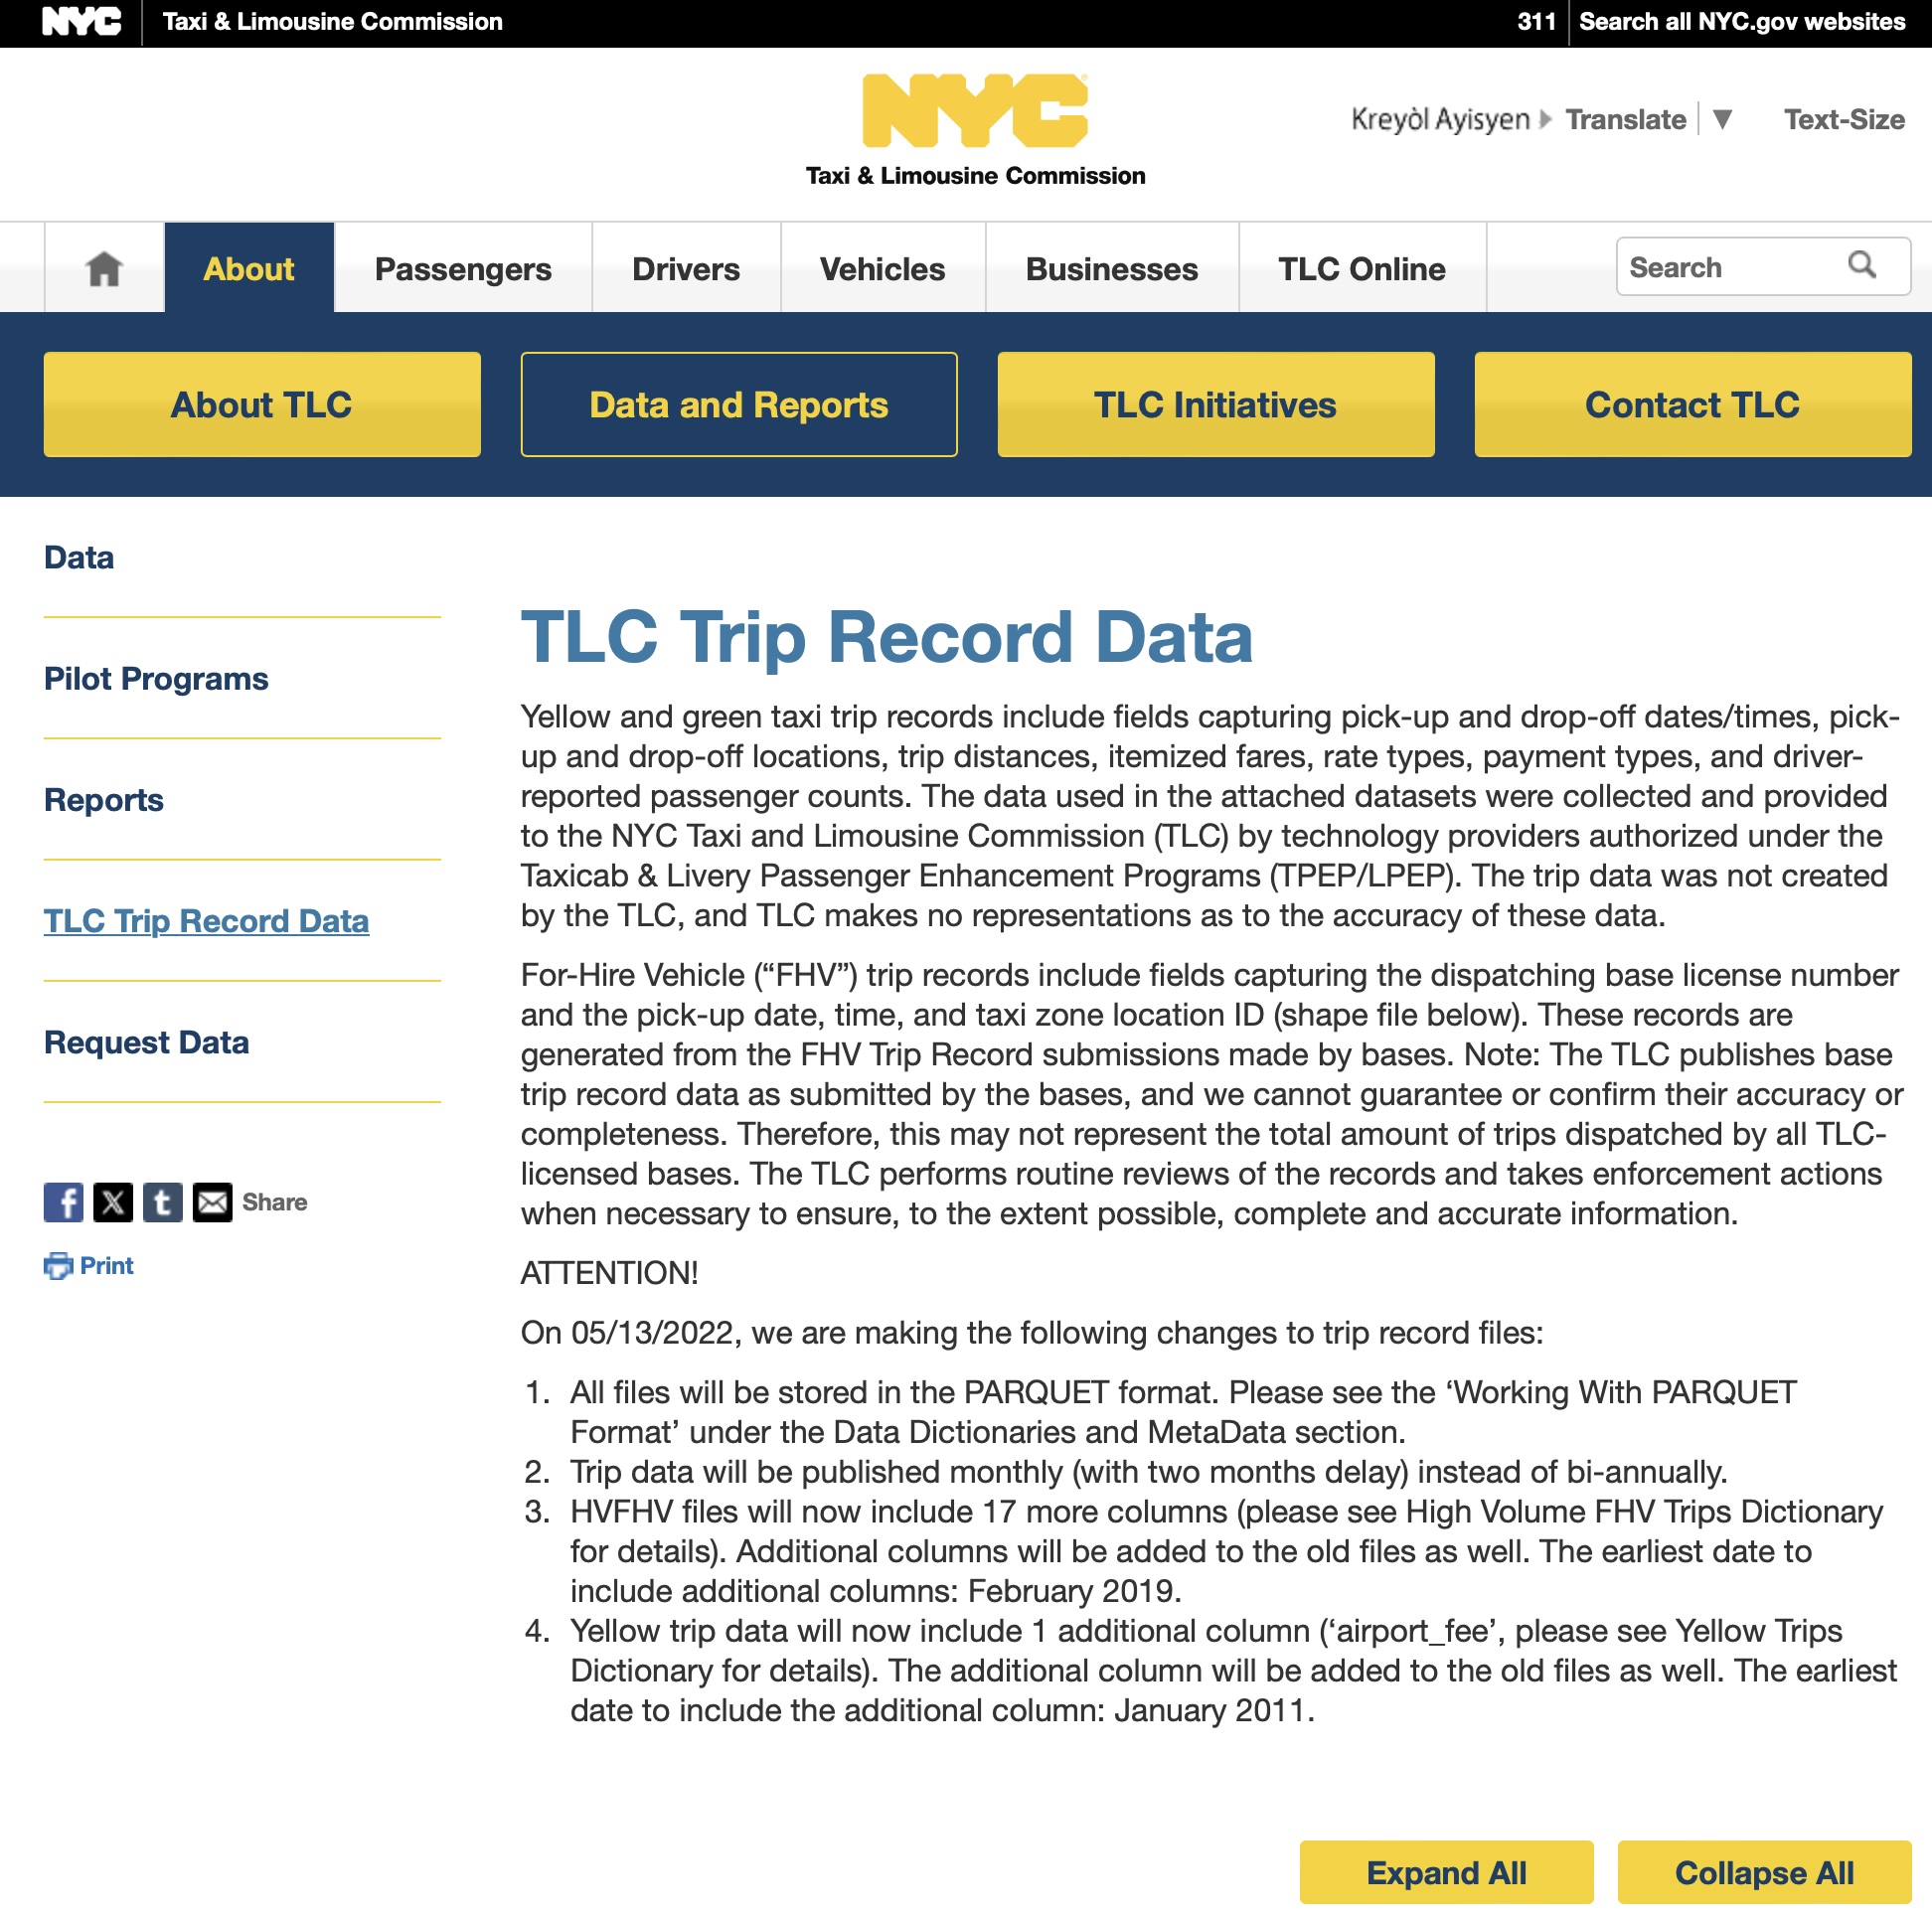 NYC Taxi & Limousine Commission 311 Search all NYC.gov websites
NYC
Taxi & Limousine Commission
Kreyòl Ayisyen Translate ▼ Text-Size
About Passengers Drivers Vehicles Businesses TLC Online Search
About TLC Data and Reports TLC Initiatives Contact TLC
Data
Pilot Programs
Reports
TLC Trip Record Data
Request Data
Share
Print
TLC Trip Record Data
Yellow and green taxi trip records include fields capturing pick-up and drop-off dates/times, pick-
up and drop-off locations, trip distances, itemized fares, rate types, payment types, and driver-
reported passenger counts. The data used in the attached datasets were collected and provided
to the NYC Taxi and Limousine Commission (TLC) by technology providers authorized under the
Taxicab & Livery Passenger Enhancement Programs (TPEP/LPEP). The trip data was not created
by the TLC, and TLC makes no representations as to the accuracy of these data.
For-Hire Vehicle (“FHV”) trip records include fields capturing the dispatching base license number
and the pick-up date, time, and taxi zone location ID (shape file below). These records are
generated from the FHV Trip Record submissions made by bases. Note: The TLC publishes base
trip record data as submitted by the bases, and we cannot guarantee or confirm their accuracy or
completeness. Therefore, this may not represent the total amount of trips dispatched by all TLC-
licensed bases. The TLC performs routine reviews of the records and takes enforcement actions
when necessary to ensure, to the extent possible, complete and accurate information.
ATTENTION!
On 05/13/2022, we are making the following changes to trip record files:
1. All files will be stored in the PARQUET format. Please see the ‘Working With PARQUET
Format’ under the Data Dictionaries and MetaData section.
2. Trip data will be published monthly (with two months delay) instead of bi-annually.
3. HVFHV files will now include 17 more columns (please see High Volume FHV Trips Dictionary
for details). Additional columns will be added to the old files as well. The earliest date to
include additional columns: February 2019.
4. Yellow trip data will now include 1 additional column (‘airport_fee’, please see Yellow Trips
Dictionary for details). The additional column will be added to the old files as well. The earliest
date to include the additional column: January 2011.
Expand All Collapse All